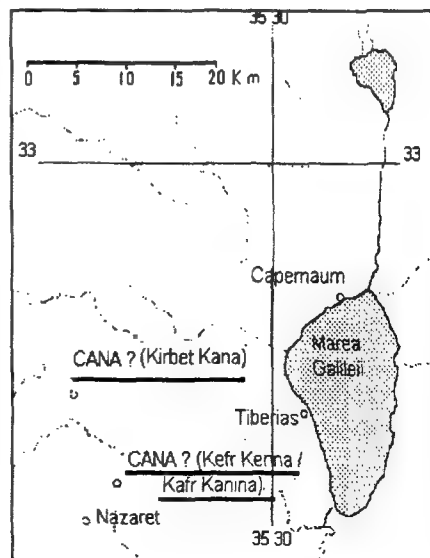 35 30
0 5 10 15 20 Km
33 33
Capernaum
Marea
Galileii
CANA ? (Kirbet Kana)
Tiberias
CANA ? (Kefr Kenna /
Kafr Kanina)
Nazaret
35 30